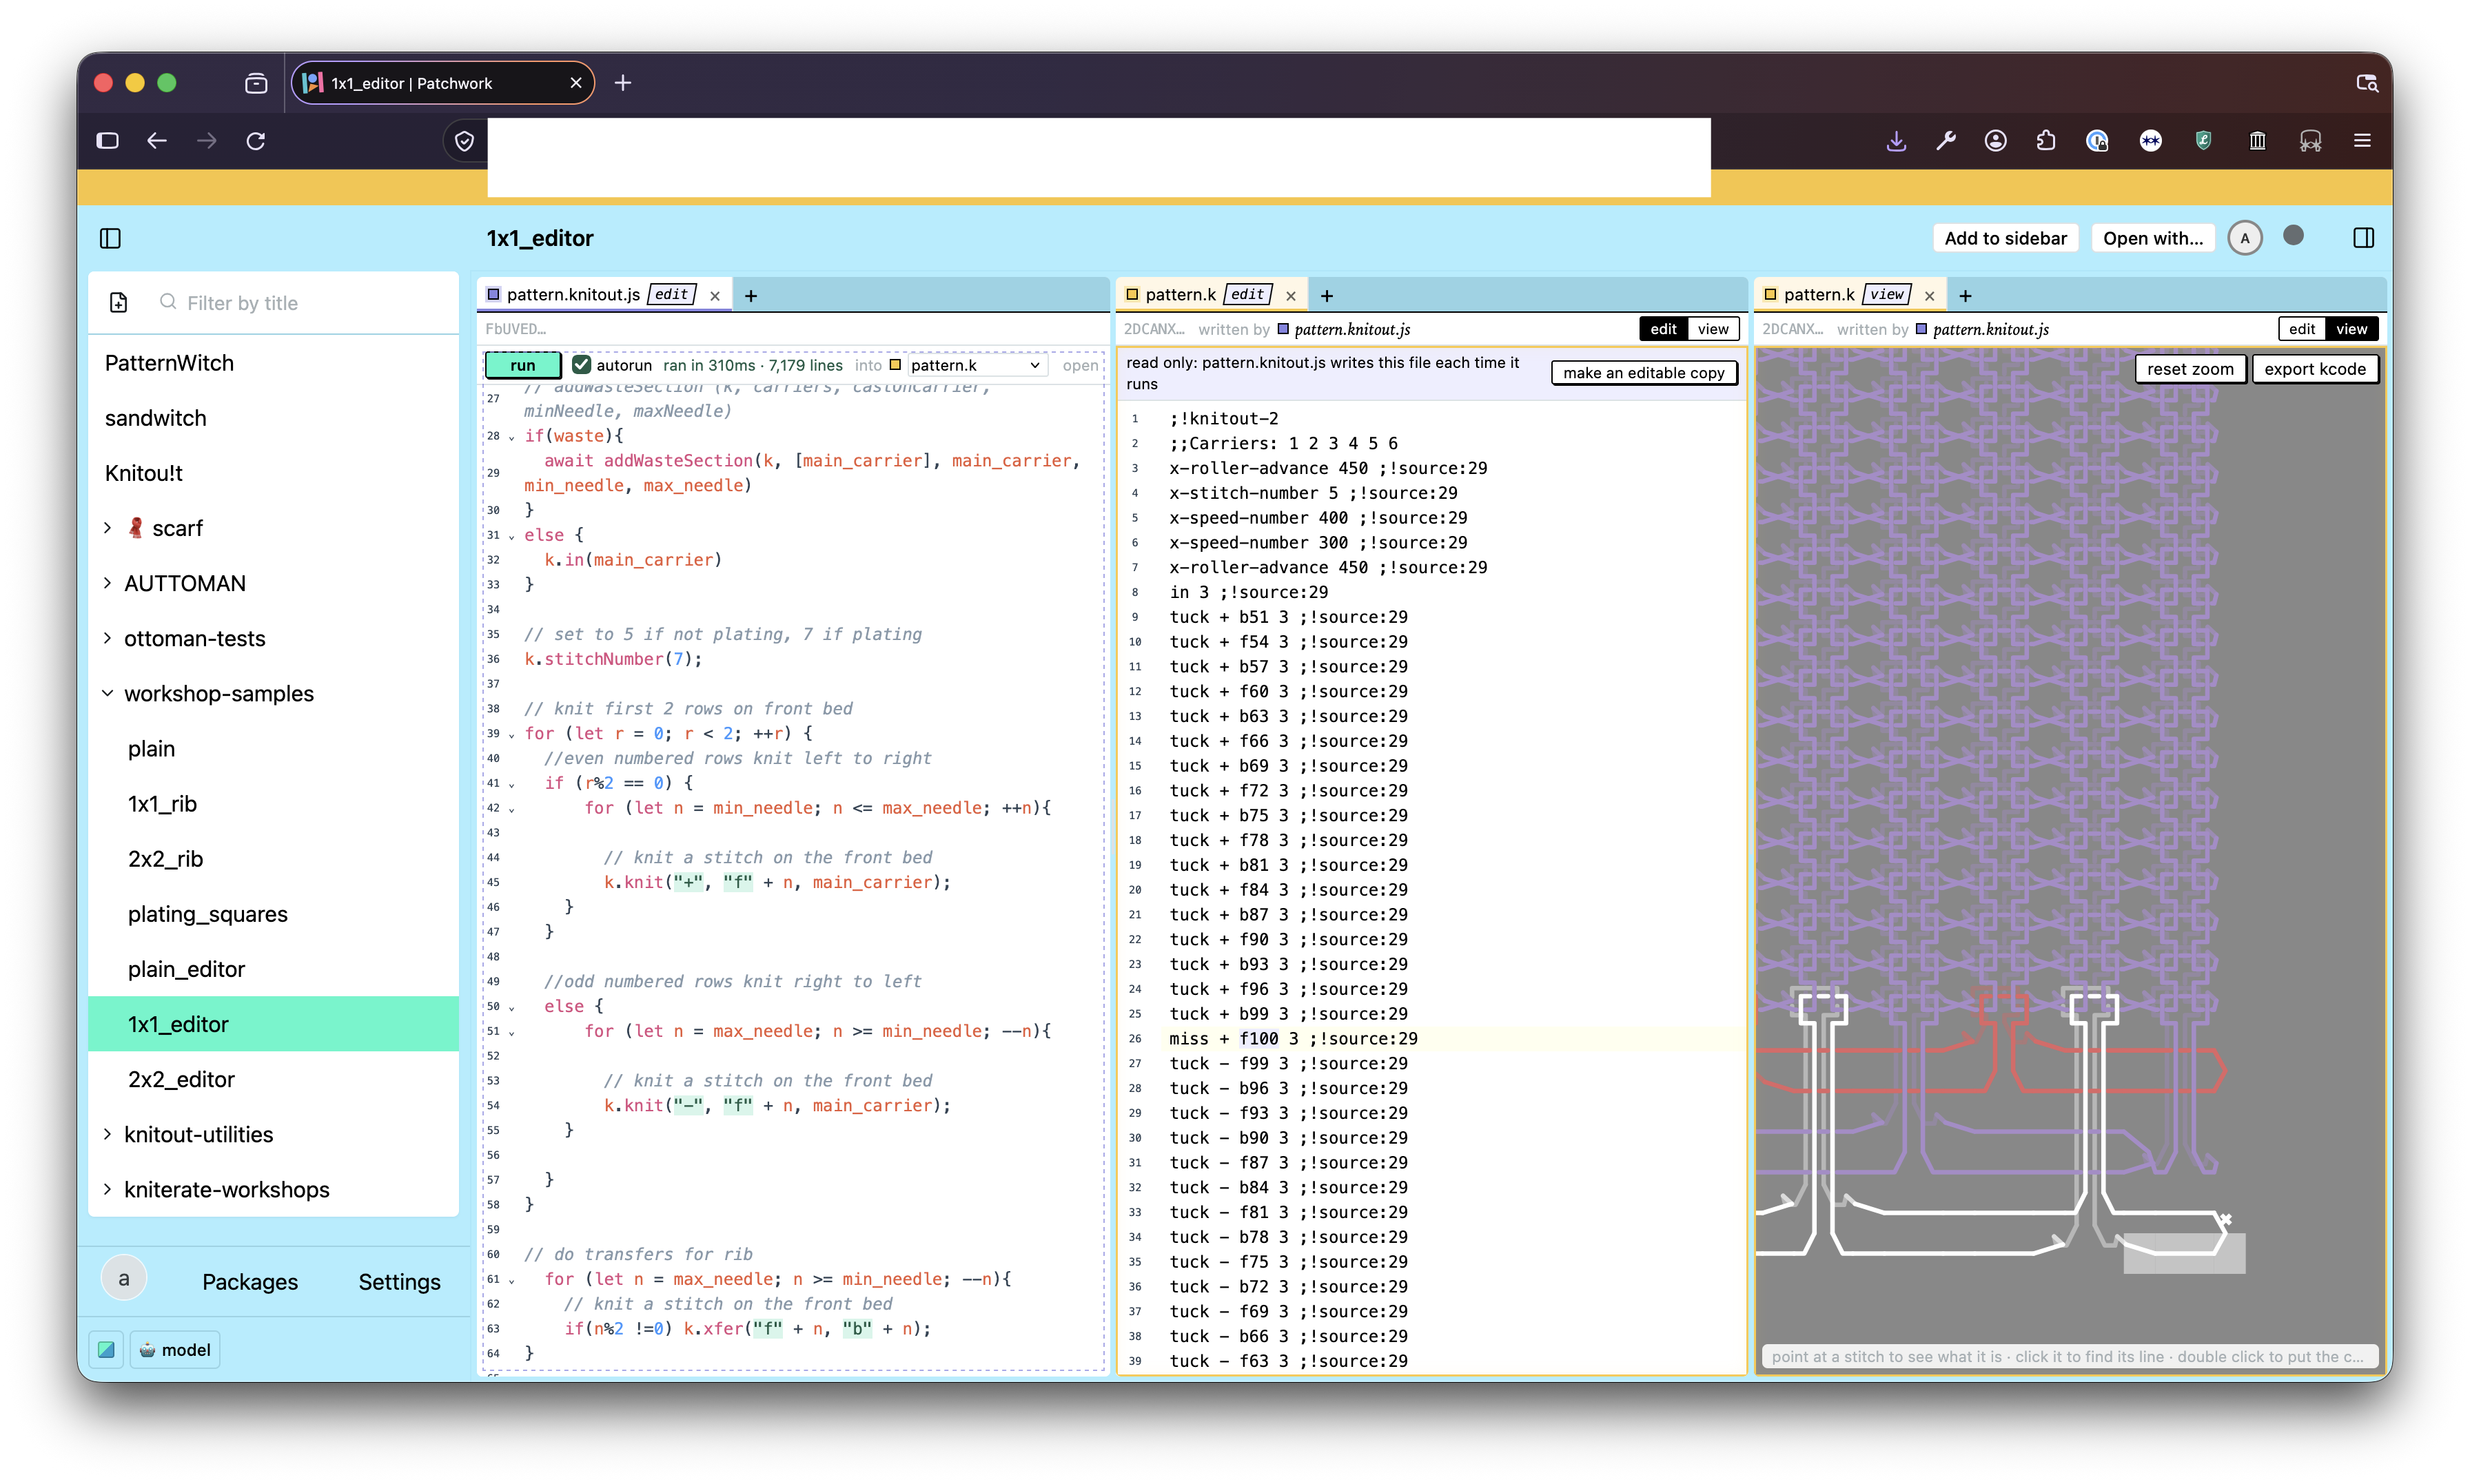 1x1_editor | Patchwork
1x1_editor
Add to sidebar
Open with...
A
Filter by title
PatternWitch
sandwitch
Knitou!t
scarf
AUTTOMAN
ottoman-tests
workshop-samples
plain
1x1_rib
2x2_rib
plating_squares
plain_editor
1x1_editor
2x2_editor
knitout-utilities
kniterate-workshops
a
Packages
Settings
model
pattern.knitout.js edit
FbUVED…
run autorun ran in 310ms · 7,179 lines into pattern.k open
27 // addWasteSection (k, carriers, castonCarrier,
minNeedle, maxNeedle)
28 if(waste){
29 await addWasteSection(k, [main_carrier], main_carrier,
min_needle, max_needle)
30 }
31 else {
32 k.in(main_carrier)
33 }
34
35 // set to 5 if not plating, 7 if plating
36 k.stitchNumber(7);
37
38 // knit first 2 rows on front bed
39 for (let r = 0; r < 2; ++r) {
40 //even numbered rows knit left to right
41 if (r%2 == 0) {
42 for (let n = min_needle; n <= max_needle; ++n){
43
44 // knit a stitch on the front bed
45 k.knit("+", "f" + n, main_carrier);
46 }
47 }
48
49 //odd numbered rows knit right to left
50 else {
51 for (let n = max_needle; n >= min_needle; --n){
52
53 // knit a stitch on the front bed
54 k.knit("-", "f" + n, main_carrier);
55 }
56
57 }
58 }
59
60 // do transfers for rib
61 for (let n = max_needle; n >= min_needle; --n){
62 // knit a stitch on the front bed
63 if(n%2 !=0) k.xfer("f" + n, "b" + n);
64 }
pattern.k edit
2DCANX… written by pattern.knitout.js
edit view
read only: pattern.knitout.js writes this file each time it
runs
make an editable copy
1 ;!knitout-2
2 ;;Carriers: 1 2 3 4 5 6
3 x-roller-advance 450 ;!source:29
4 x-stitch-number 5 ;!source:29
5 x-speed-number 400 ;!source:29
6 x-speed-number 300 ;!source:29
7 x-roller-advance 450 ;!source:29
8 in 3 ;!source:29
9 tuck + b51 3 ;!source:29
10 tuck + f54 3 ;!source:29
11 tuck + b57 3 ;!source:29
12 tuck + f60 3 ;!source:29
13 tuck + b63 3 ;!source:29
14 tuck + f66 3 ;!source:29
15 tuck + b69 3 ;!source:29
16 tuck + f72 3 ;!source:29
17 tuck + b75 3 ;!source:29
18 tuck + f78 3 ;!source:29
19 tuck + b81 3 ;!source:29
20 tuck + f84 3 ;!source:29
21 tuck + b87 3 ;!source:29
22 tuck + f90 3 ;!source:29
23 tuck + b93 3 ;!source:29
24 tuck + f96 3 ;!source:29
25 tuck + b99 3 ;!source:29
26 miss + f100 3 ;!source:29
27 tuck - f99 3 ;!source:29
28 tuck - b96 3 ;!source:29
29 tuck - f93 3 ;!source:29
30 tuck - b90 3 ;!source:29
31 tuck - f87 3 ;!source:29
32 tuck - b84 3 ;!source:29
33 tuck - f81 3 ;!source:29
34 tuck - b78 3 ;!source:29
35 tuck - f75 3 ;!source:29
36 tuck - b72 3 ;!source:29
37 tuck - f69 3 ;!source:29
38 tuck - b66 3 ;!source:29
39 tuck - f63 3 ;!source:29
pattern.k view
2DCANX… written by pattern.knitout.js
edit view
reset zoom
export kcode
point at a stitch to see what it is · click it to find its line · double click to put the c…